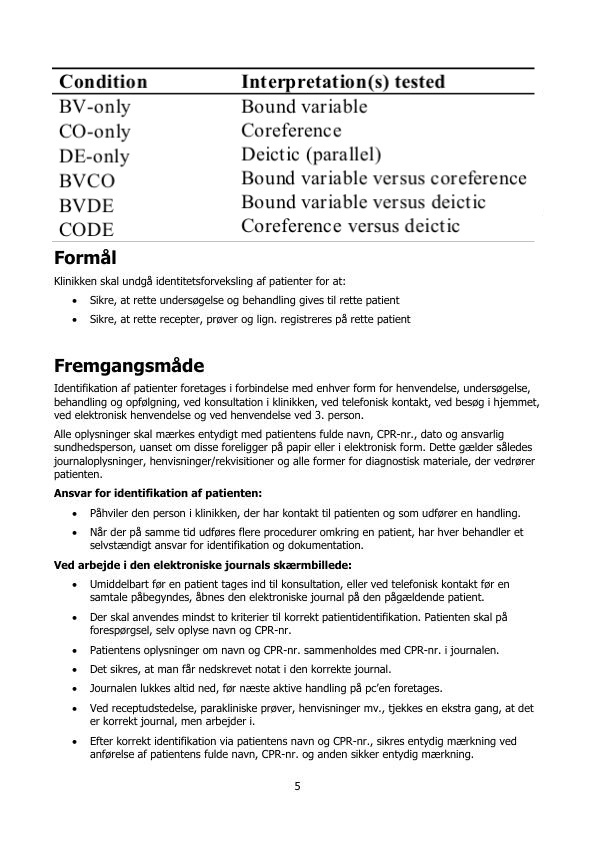 Condition Interpretation(s) tested
BV-only Bound variable
CO-only Coreference
DE-only Deictic (parallel)
BVCO Bound variable versus coreference
BVDE Bound variable versus deictic
CODE Coreference versus deictic
Formål
Klinikken skal undgå identitetsforveksling af patienter for at:
• Sikre, at rette undersøgelse og behandling gives til rette patient
• Sikre, at rette recepter, prøver og lign. registreres på rette patient
Fremgangsmåde
Identifikation af patienter foretages i forbindelse med enhver form for henvendelse, undersøgelse,
behandling og opfølgning, ved konsultation i klinikken, ved telefonisk kontakt, ved besøg i hjemmet,
ved elektronisk henvendelse og ved henvendelse ved 3. person.
Alle oplysninger skal mærkes entydigt med patientens fulde navn, CPR-nr., dato og ansvarlig
sundhedsperson, uanset om disse foreligger på papir eller i elektronisk form. Dette gælder således
journaloplysninger, henvisninger/rekvisitioner og alle former for diagnostisk materiale, der vedrører
patienten.
Ansvar for identifikation af patienten:
• Påhviler den person i klinikken, der har kontakt til patienten og som udfører en handling.
• Når der på samme tid udføres flere procedurer omkring en patient, har hver behandler et
selvstændigt ansvar for identifikation og dokumentation.
Ved arbejde i den elektroniske journals skærmbillede:
• Umiddelbart før en patient tages ind til konsultation, eller ved telefonisk kontakt før en
samtale påbegyndes, åbnes den elektroniske journal på den pågældende patient.
• Der skal anvendes mindst to kriterier til korrekt patientidentifikation. Patienten skal på
forespørgsel, selv oplyse navn og CPR-nr.
• Patientens oplysninger om navn og CPR-nr. sammenholdes med CPR-nr. i journalen.
• Det sikres, at man får nedskrevet notat i den korrekte journal.
• Journalen lukkes altid ned, før næste aktive handling på pc’en foretages.
• Ved receptudstedelse, parakliniske prøver, henvisninger mv., tjekkes en ekstra gang, at det
er korrekt journal, men arbejder i.
• Efter korrekt identifikation via patientens navn og CPR-nr., sikres entydig mærkning ved
anførelse af patientens fulde navn, CPR-nr. og anden sikker entydig mærkning.
5